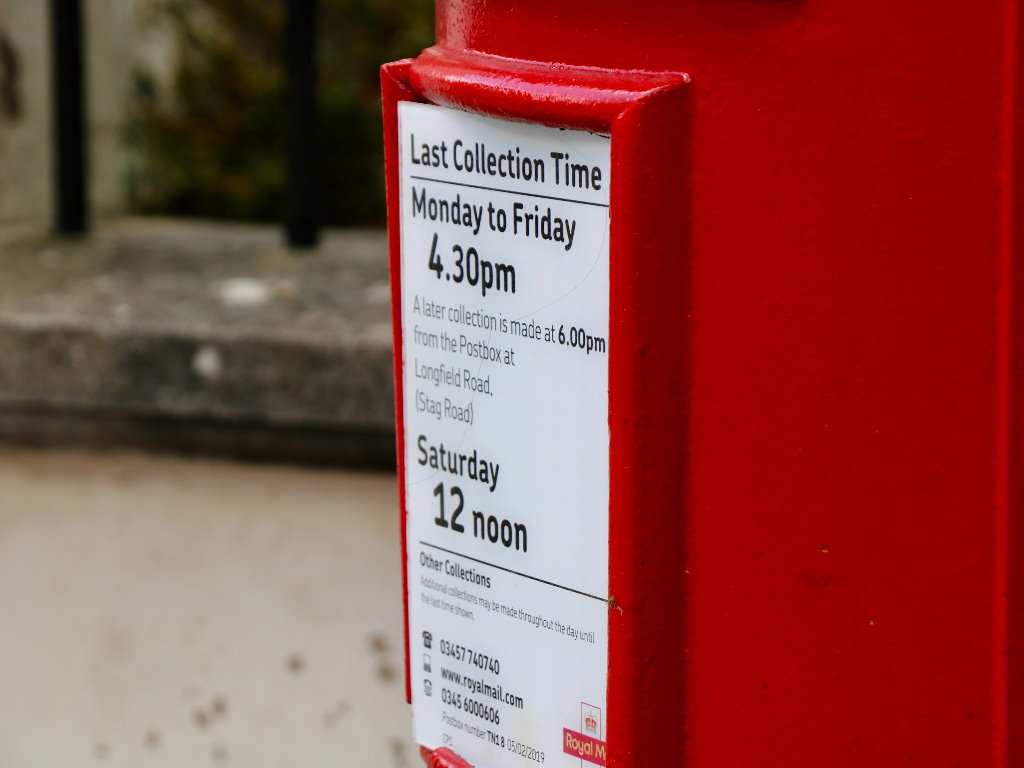 Last Collection Time
Monday to Friday
4.30pm
A later collection is made at 6.00pm
from the Postbox at
Longfield Road,
(Stag Road)
Saturday
12 noon
Other Collections
Additional collections may be made throughout the day until
the last time shown.
03457 740740
www.royalmail.com
0345 6000606
Postbox number TN1 8 05/02/2019
CP1
Royal M